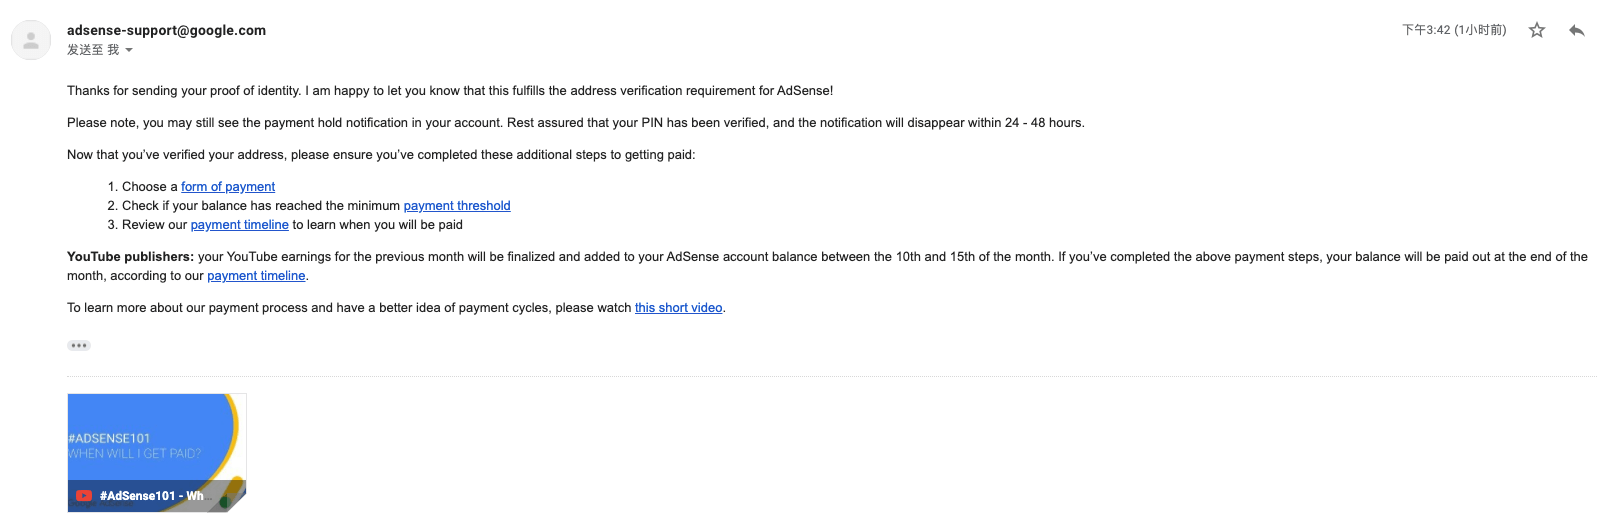 adsense-support@google.com
下午3:42 (1小时前)
发送至 我
Thanks for sending your proof of identity. I am happy to let you know that this fulfills the address verification requirement for AdSense!
Please note, you may still see the payment hold notification in your account. Rest assured that your PIN has been verified, and the notification will disappear within 24 - 48 hours.
Now that you’ve verified your address, please ensure you’ve completed these additional steps to getting paid:
1. Choose a form of payment
2. Check if your balance has reached the minimum payment threshold
3. Review our payment timeline to learn when you will be paid
YouTube publishers: your YouTube earnings for the previous month will be finalized and added to your AdSense account balance between the 10th and 15th of the month. If you’ve completed the above payment steps, your balance will be paid out at the end of the
month, according to our payment timeline.
To learn more about our payment process and have a better idea of payment cycles, please watch this short video.
#ADSENSE101
WHEN WILL I GET PAID?
#AdSense101 - Wh...